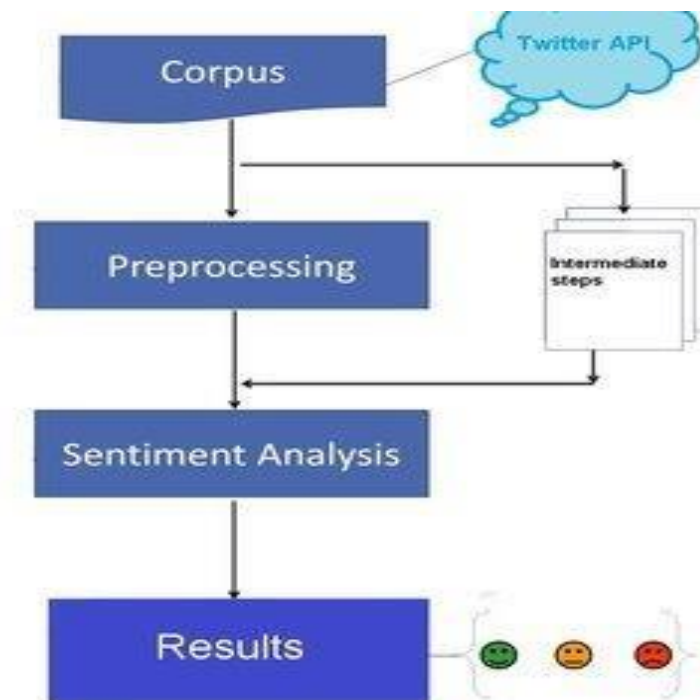 Corpus
Twitter API
Preprocessing
Intermediate
steps
Sentiment Analysis
Results